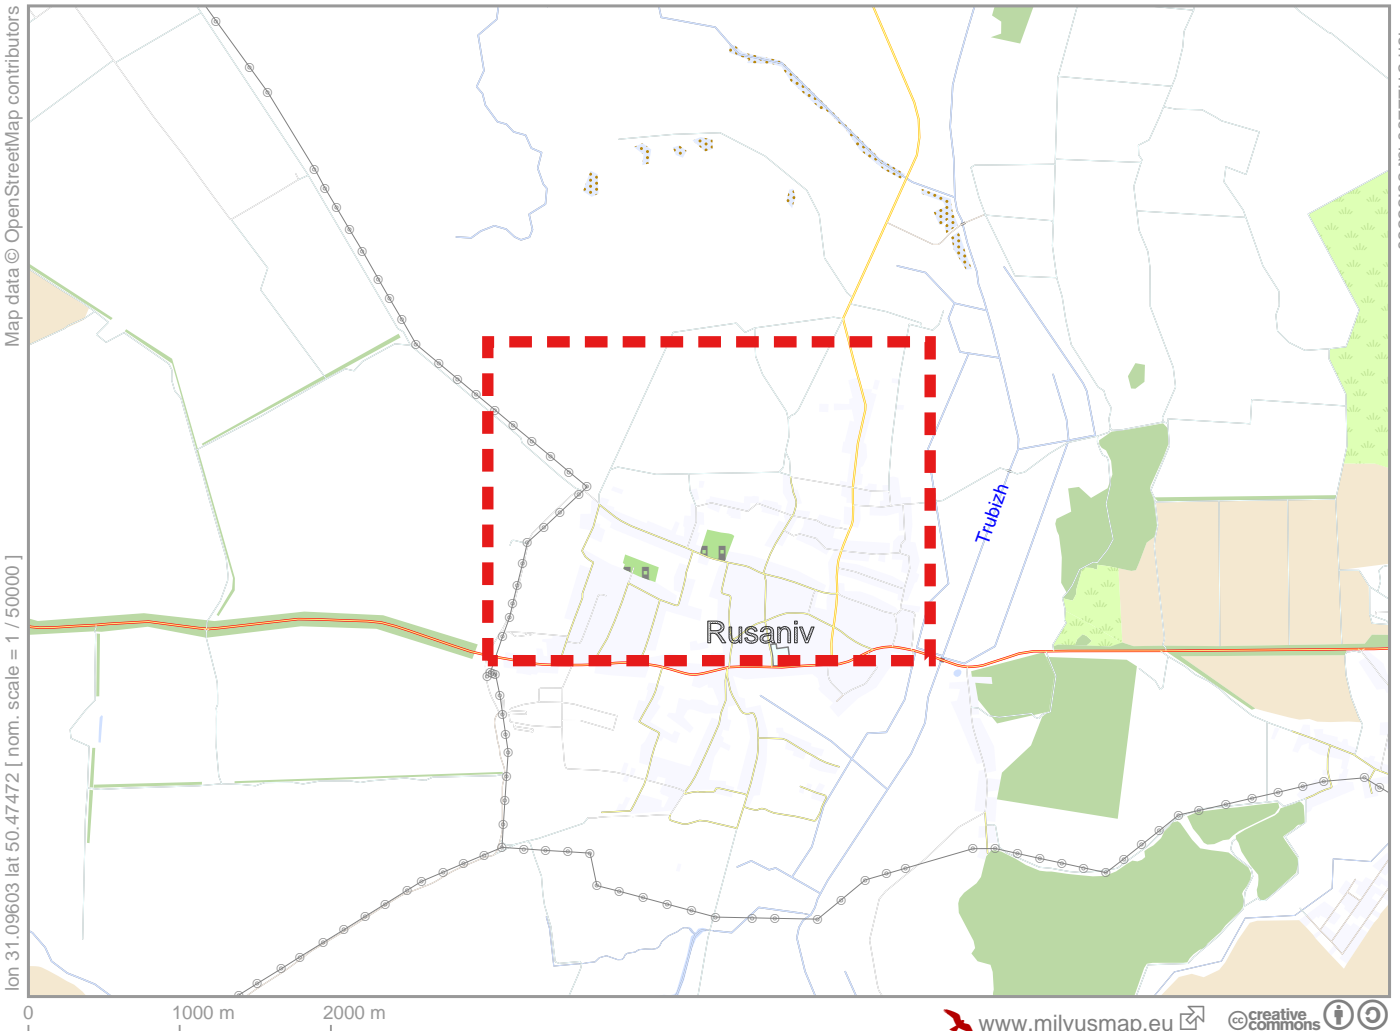 Map data © OpenStreetMap contributors
lon 31.09603 lat 50.47472 [ nom. scale = 1 / 50000 ]
Trubizh
Rusaniv
0
1000 m
2000 m
www.milvusmap.eu
creative commons